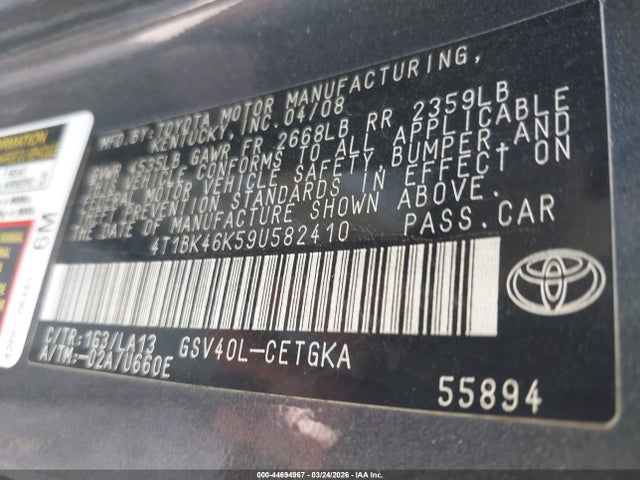 MFD. BY:TOYOTA MOTOR MANUFACTURING,
KENTUCKY, INC. 04/08
GVWR 4535LB GAWR FR 2668LB RR 2359LB
THIS VEHICLE CONFORMS TO ALL APPLICABLE
FEDERAL MOTOR VEHICLE SAFETY,BUMPER,AND
THEFT PREVENTION STANDARDS IN EFFECT ON
THE DATE OF MANUFACTURE SHOWN ABOVE.
4T1BK46K59U582410 PASS.CAR
C/TR:1G3/LA13 GSV40L-CETGKA
A/TM:-02A/U660E
55894
6M
000-44694967 | 03/24/2026 | IAA Inc.